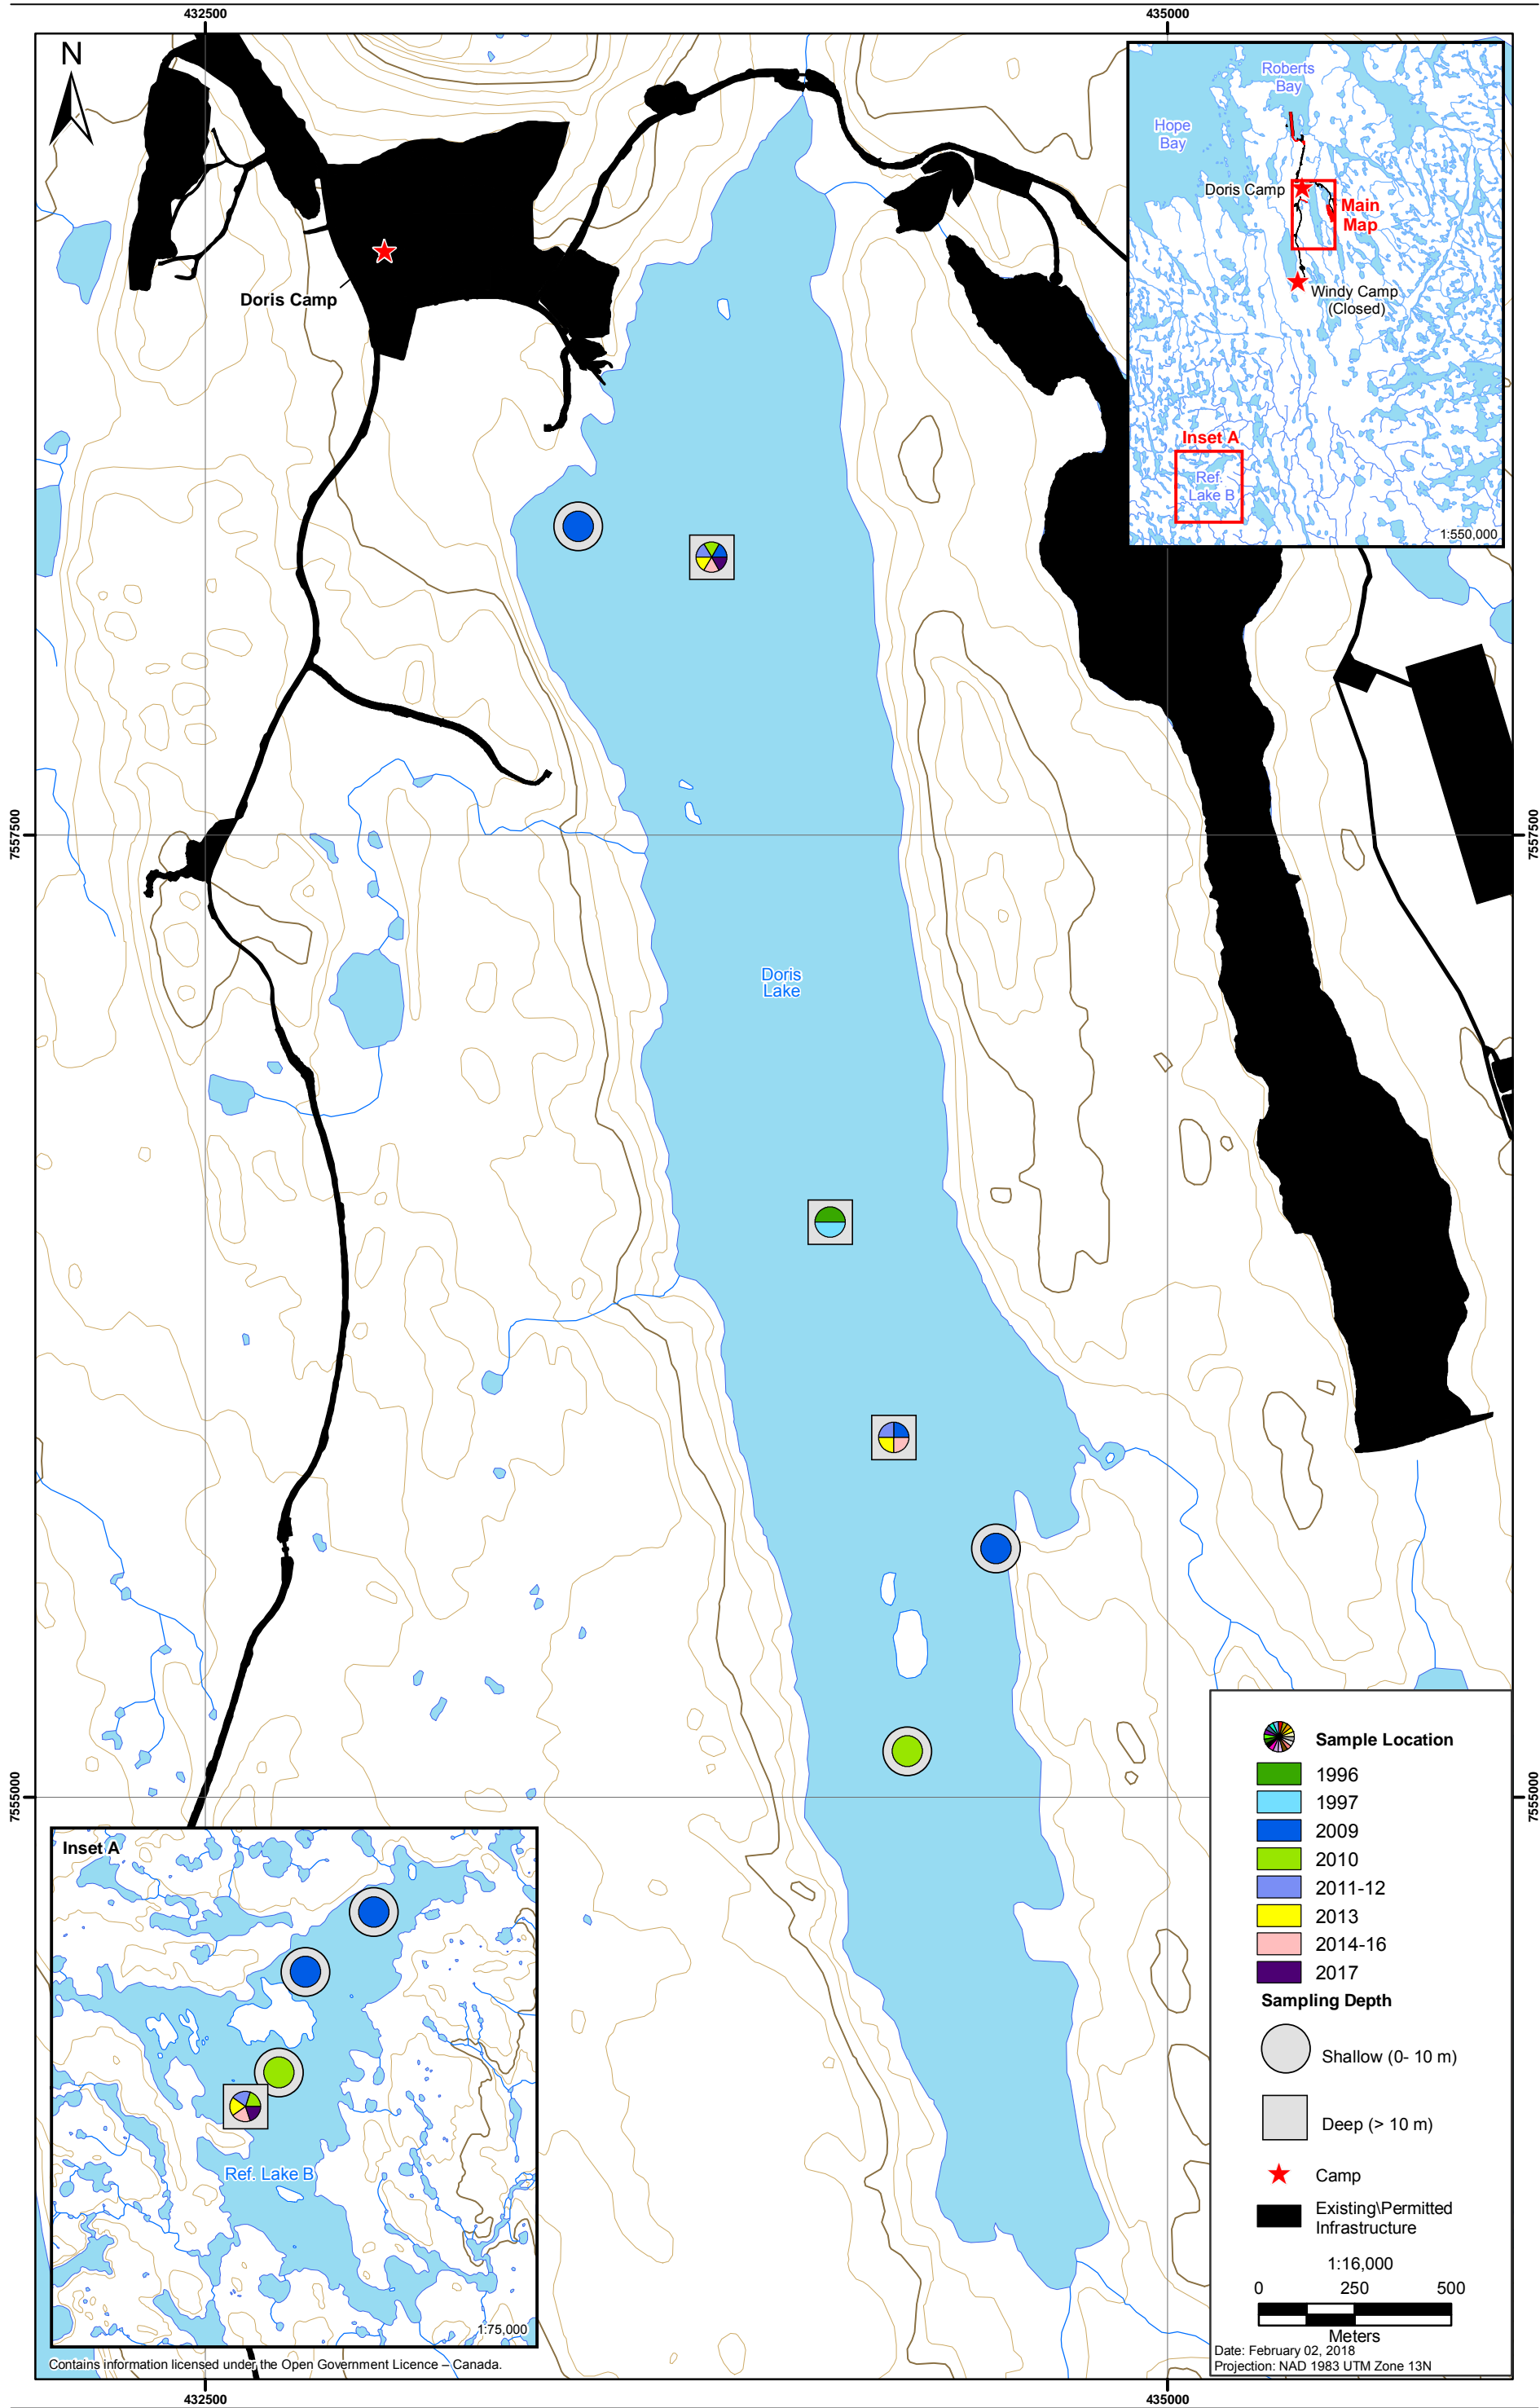 432500
435000
N
Roberts
Bay
Hope
Bay
Doris Camp
Main
Map
Windy Camp
(Closed)
Inset A
Ref.
Lake B
1:550,000
Doris Camp
7557500
7557500
Doris
Lake
7555000
7555000
Inset A
Ref. Lake B
1:75,000
Contains information licensed under the Open Government Licence – Canada.
Sample Location
1996
1997
2009
2010
2011-12
2013
2014-16
2017
Sampling Depth
Shallow (0- 10 m)
Deep (> 10 m)
Camp
Existing\Permitted
Infrastructure
1:16,000
0 250 500
Meters
Date: February 02, 2018
Projection: NAD 1983 UTM Zone 13N
432500
435000